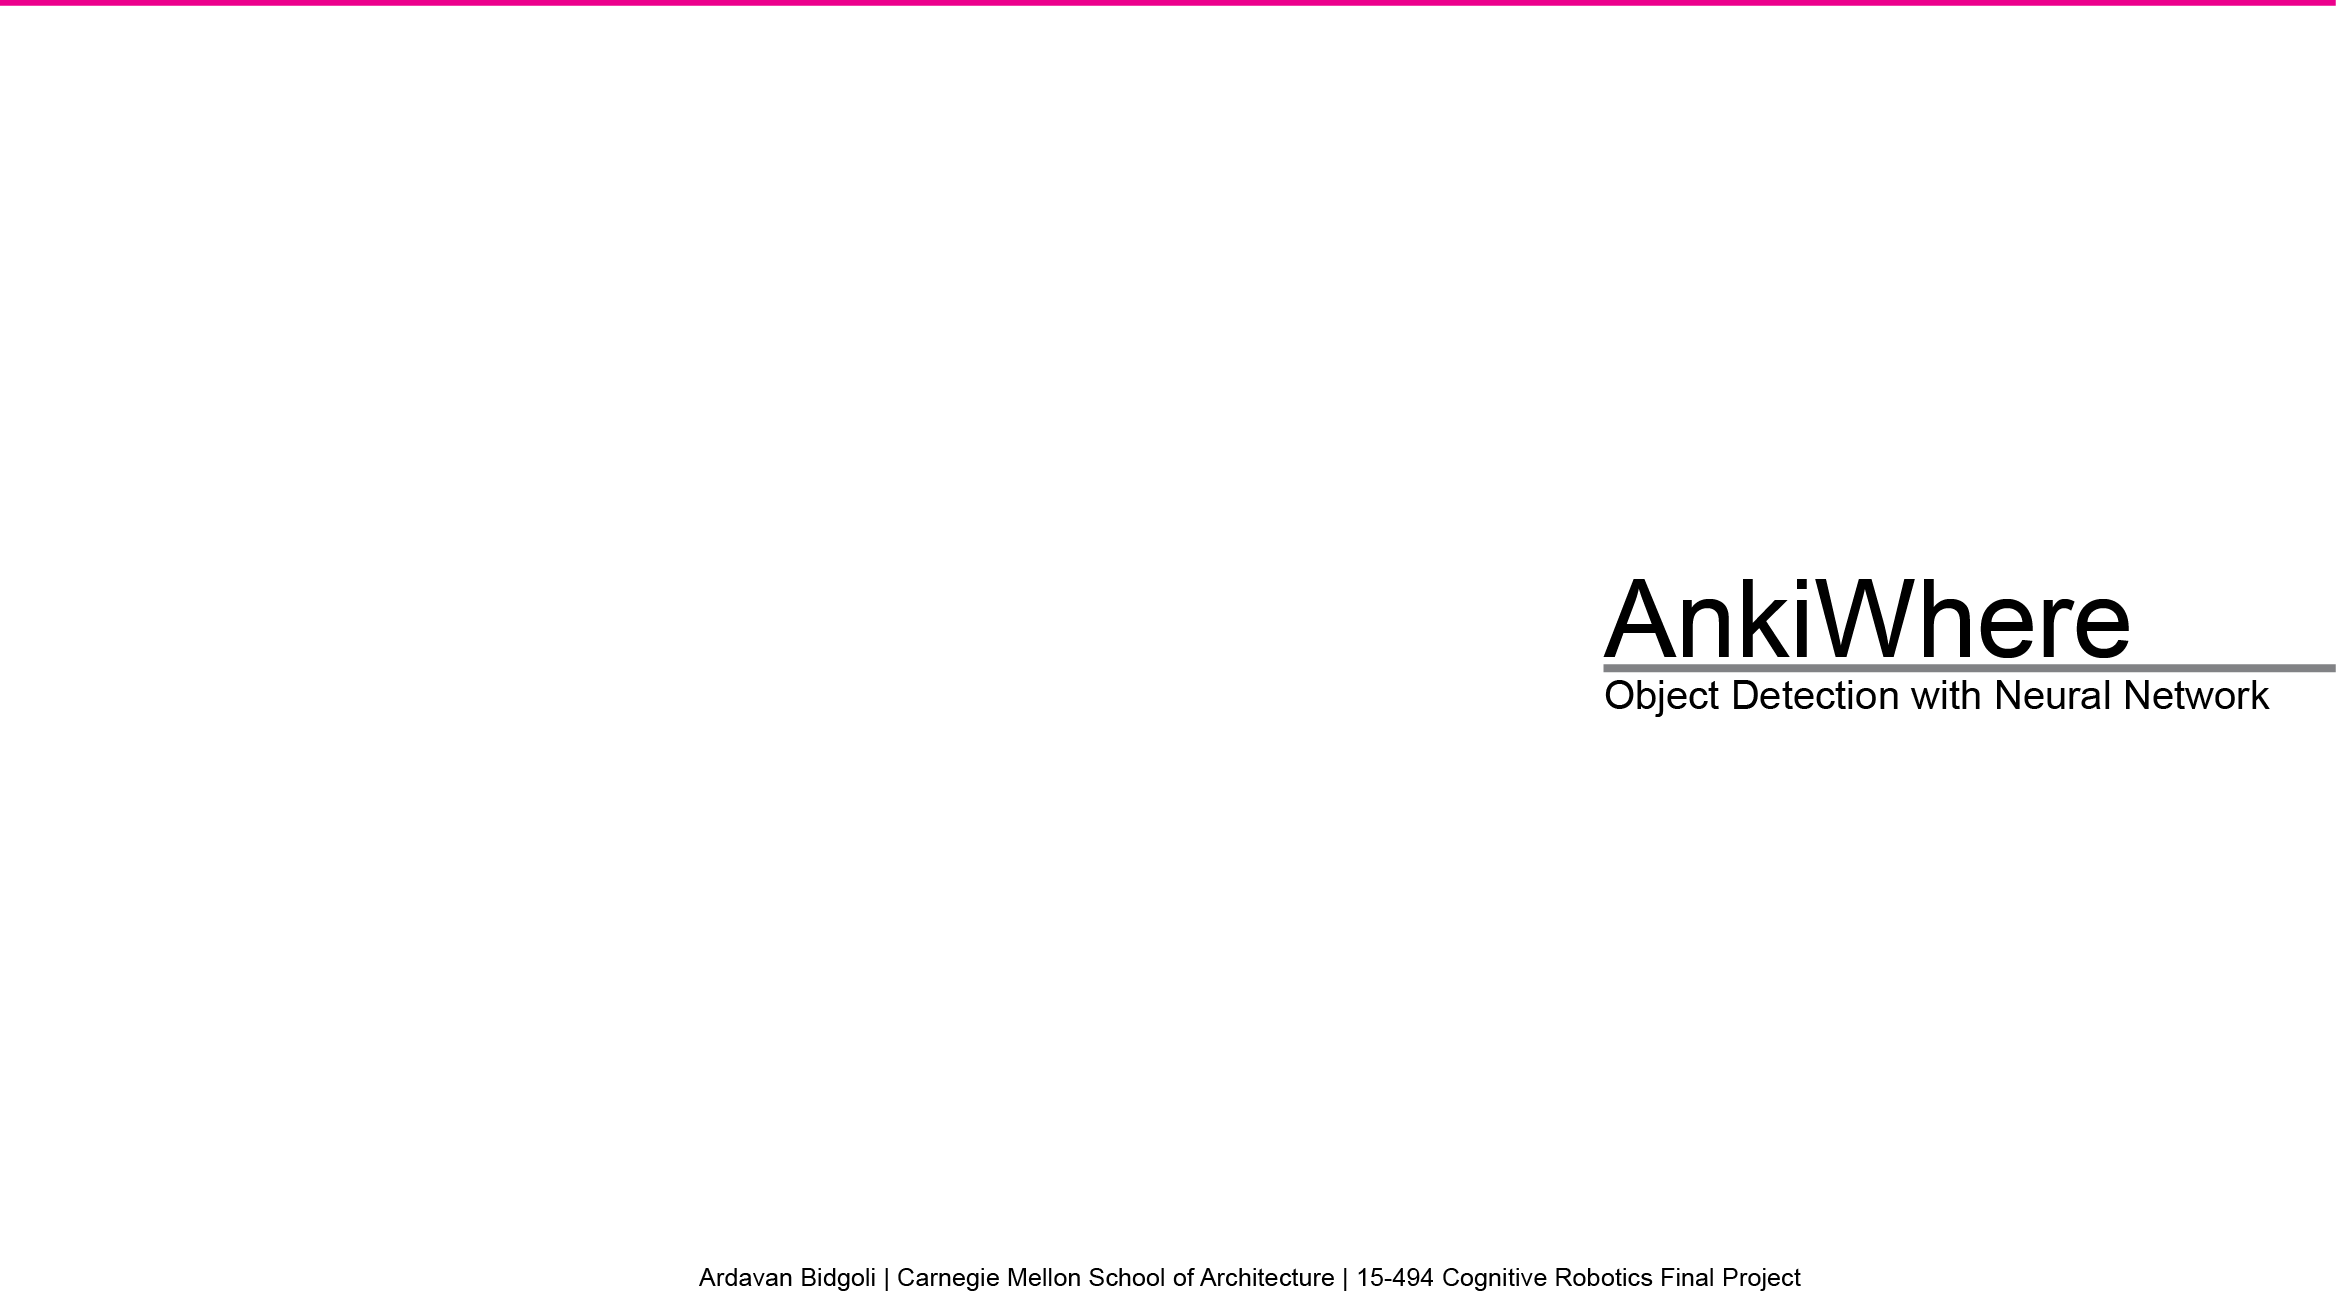 AnkiWhere
Object Detection with Neural Network
Ardavan Bidgoli | Carnegie Mellon School of Architecture | 15-494 Cognitive Robotics Final Project